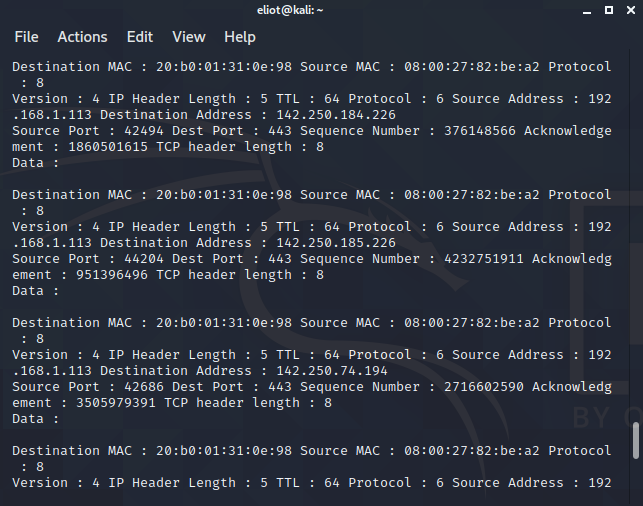 eliot@kali: ~
File Actions Edit View Help
Destination MAC : 20:b0:01:31:0e:98 Source MAC : 08:00:27:82:be:a2 Protocol
 : 8
Version : 4 IP Header Length : 5 TTL : 64 Protocol : 6 Source Address : 192
.168.1.113 Destination Address : 142.250.184.226
Source Port : 42494 Dest Port : 443 Sequence Number : 376148566 Acknowledge
ment : 1860501615 TCP header length : 8
Data :
Destination MAC : 20:b0:01:31:0e:98 Source MAC : 08:00:27:82:be:a2 Protocol
 : 8
Version : 4 IP Header Length : 5 TTL : 64 Protocol : 6 Source Address : 192
.168.1.113 Destination Address : 142.250.185.226
Source Port : 44204 Dest Port : 443 Sequence Number : 4232751911 Acknowledg
ement : 951396496 TCP header length : 8
Data :
Destination MAC : 20:b0:01:31:0e:98 Source MAC : 08:00:27:82:be:a2 Protocol
 : 8
Version : 4 IP Header Length : 5 TTL : 64 Protocol : 6 Source Address : 192
.168.1.113 Destination Address : 142.250.74.194
Source Port : 42686 Dest Port : 443 Sequence Number : 2716602590 Acknowledg
ement : 3505979391 TCP header length : 8
Data :
BY O
Destination MAC : 20:b0:01:31:0e:98 Source MAC : 08:00:27:82:be:a2 Protocol
 : 8
Version : 4 IP Header Length : 5 TTL : 64 Protocol : 6 Source Address : 192